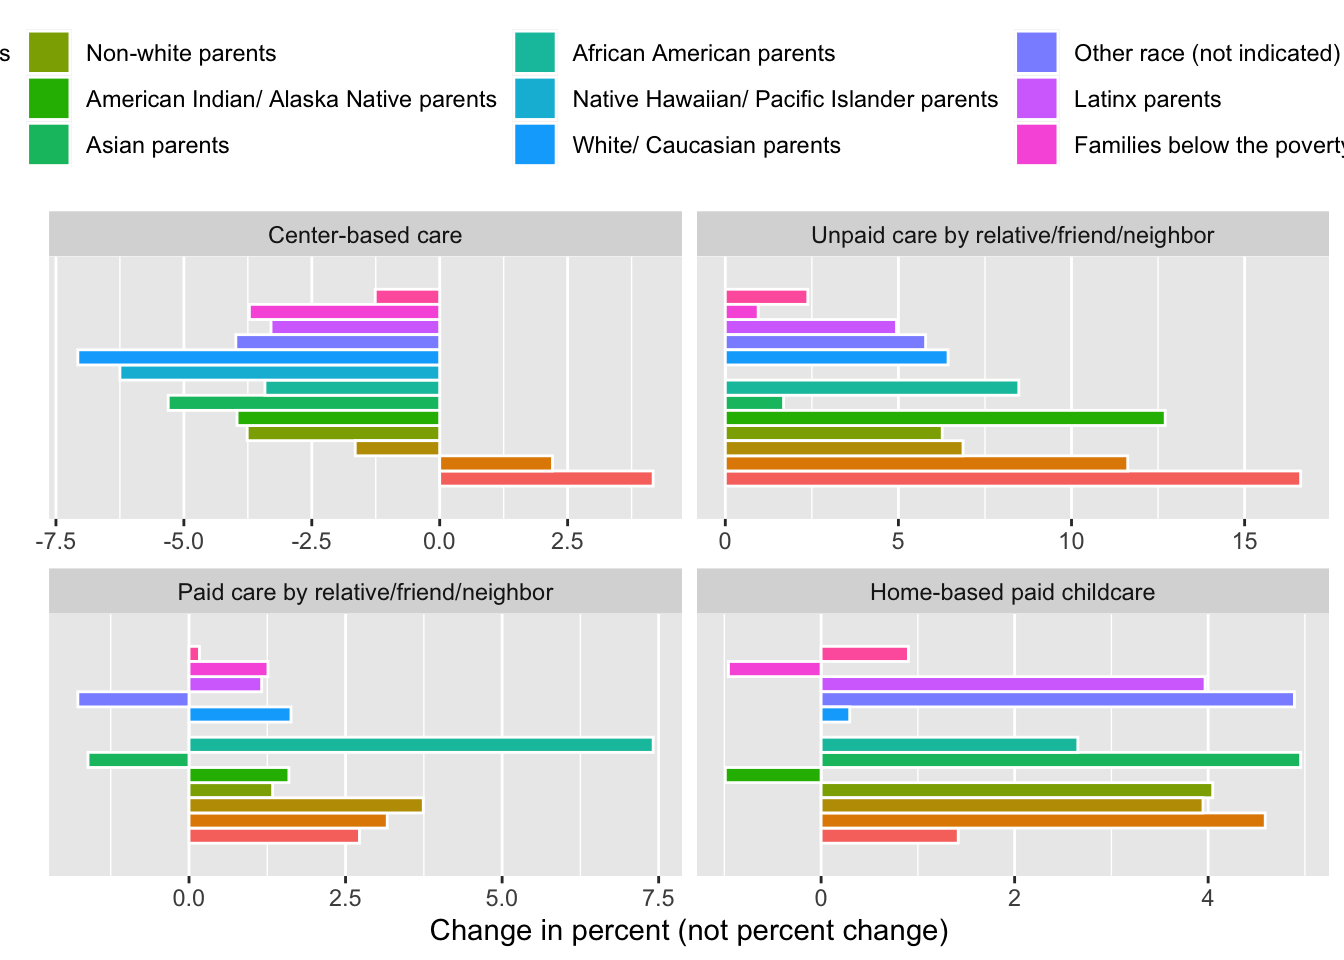 s Non-white parents African American parents Other race (not indicated)
American Indian/ Alaska Native parents Native Hawaiian/ Pacific Islander parents Latinx parents
Asian parents White/ Caucasian parents Families below the poverty
Center-based care Unpaid care by relative/friend/neighbor
-7.5 -5.0 -2.5 0.0 2.5 0 5 10 15
Paid care by relative/friend/neighbor Home-based paid childcare
0.0 2.5 5.0 7.5 0 2 4
Change in percent (not percent change)